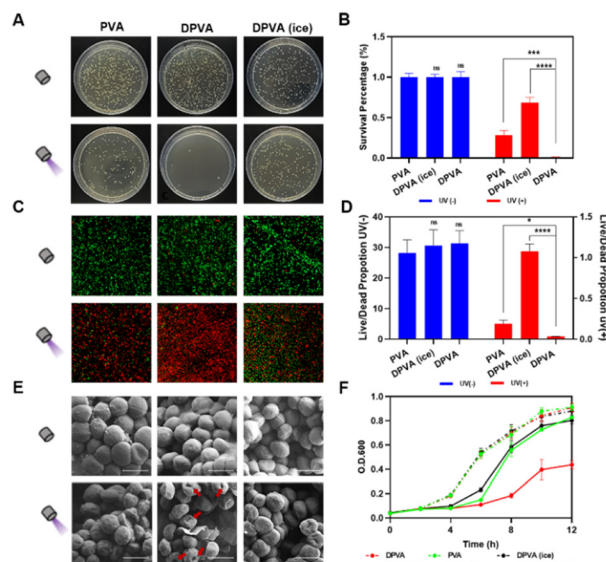 A
PVA
DPVA
DPVA (ice)
B
Survival Percentage (%)
1.5
1.0
0.5
0.0
ns
ns
***
****
PVA
DPVA (ice)
DPVA
PVA
DPVA (ice)
DPVA
UV (-)
UV (+)
C
D
Live/Dead Propotion UV(-)
40
30
20
10
0
ns
ns
*
****
1.5
1.0
0.5
0.0
Live/Dead Propotion UV(+)
PVA
DPVA (ice)
DPVA
PVA
DPVA (ice)
DPVA
UV(-)
UV(+)
E
F
O.D.600
1.0
0.8
0.6
0.4
0.2
0.0
0
4
8
12
Time (h)
DPVA
PVA
DPVA (ice)